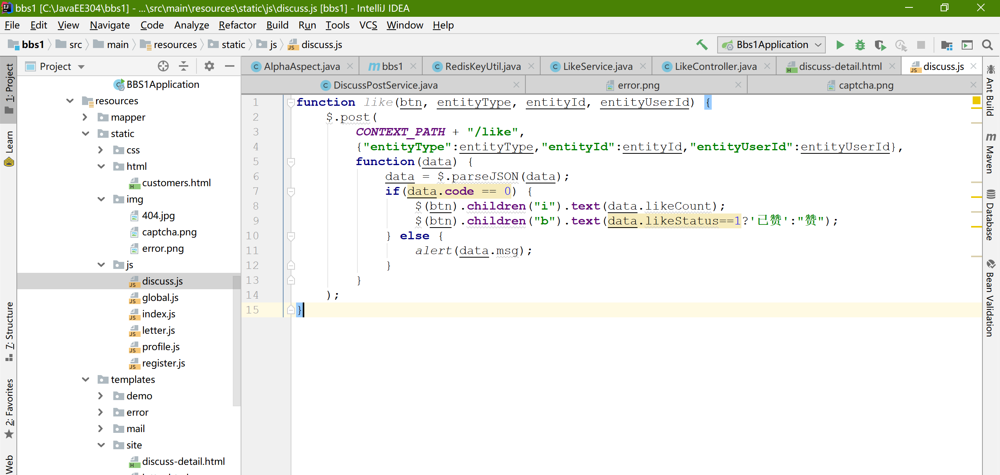 bbs1 [C:\JavaEE304\bbs1] - ...\src\main\resources\static\js\discuss.js [bbs1] - IntelliJ IDEA
File Edit View Navigate Code Analyze Refactor Build Run Tools VCS Window Help
bbs1 src main resources static js discuss.js Bbs1Application
Project
AlphaAspect.java bbs1 RedisKeyUtil.java LikeService.java LikeController.java discuss-detail.html discuss.js
DiscussPostService.java error.png captcha.png
1: Project
Learn
7: Structure
2: Favorites
Web
BBS1Application
resources
mapper
static
css
html
customers.html
img
404.jpg
captcha.png
error.png
js
discuss.js
global.js
index.js
letter.js
profile.js
register.js
templates
demo
error
mail
site
discuss-detail.html
1 function like(btn, entityType, entityId, entityUserId) {
2 $.post(
3 CONTEXT_PATH + "/like",
4 {"entityType":entityType,"entityId":entityId,"entityUserId":entityUserId},
5 function(data) {
6 data = $.parseJSON(data);
7 if(data.code == 0) {
8 $(btn).children("i").text(data.likeCount);
9 $(btn).children("b").text(data.likeStatus==1?'已赞':"赞");
10 } else {
11 alert(data.msg);
12 }
13 }
14 );
15 }
Ant Build
Maven
Database
Bean Validation